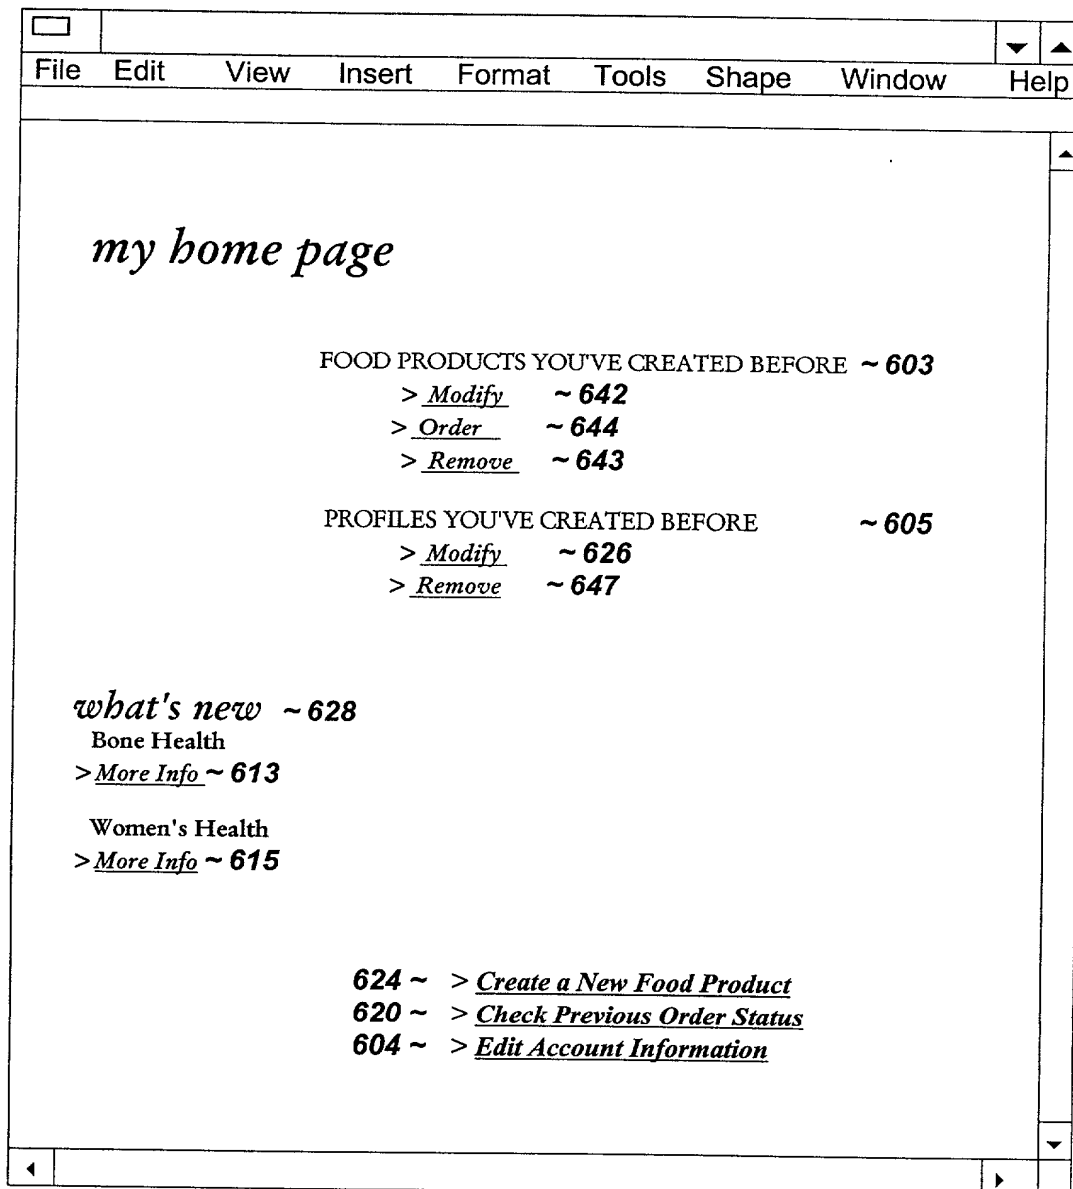 File Edit View Insert Format Tools Shape Window Help
my home page
FOOD PRODUCTS YOU'VE CREATED BEFORE ~ 603
> Modify ~ 642
> Order ~ 644
> Remove ~ 643
PROFILES YOU'VE CREATED BEFORE ~ 605
> Modify ~ 626
> Remove ~ 647
what's new ~ 628
Bone Health
> More Info ~ 613
Women's Health
> More Info ~ 615
624 ~ > Create a New Food Product
620 ~ > Check Previous Order Status
604 ~ > Edit Account Information